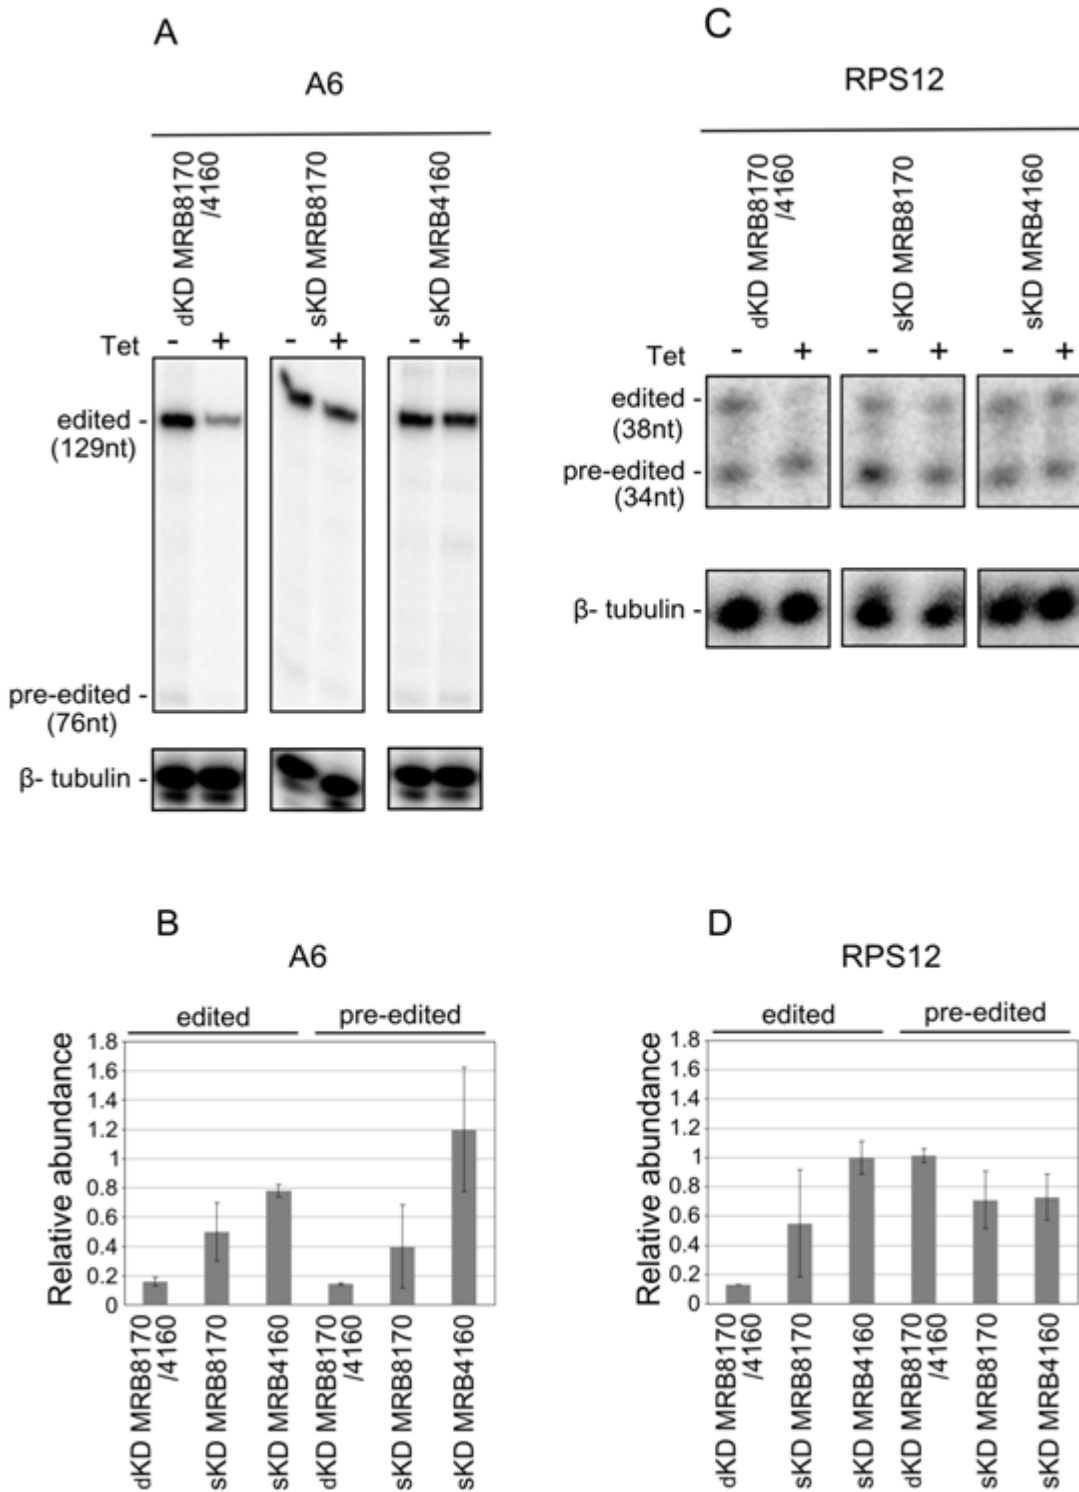 A
A6
dKD MRB8170
/4160
sKD MRB8170
sKD MRB4160
Tet - + - + - +
edited -
(129nt)
pre-edited -
(76nt)
β- tubulin -
C
RPS12
dKD MRB8170
/4160
sKD MRB8170
sKD MRB4160
Tet - + - + - +
edited -
(38nt)
pre-edited -
(34nt)
β- tubulin -
B
A6
edited pre-edited
Relative abundance
1.8
1.6
1.4
1.2
1
0.8
0.6
0.4
0.2
0
dKD MRB8170
/4160
sKD MRB8170
sKD MRB4160
dKD MRB8170
/4160
sKD MRB8170
sKD MRB4160
D
RPS12
edited pre-edited
Relative abundance
1.8
1.6
1.4
1.2
1
0.8
0.6
0.4
0.2
0
dKD MRB8170
/4160
sKD MRB8170
sKD MRB4160
dKD MRB8170
/4160
sKD MRB8170
sKD MRB4160